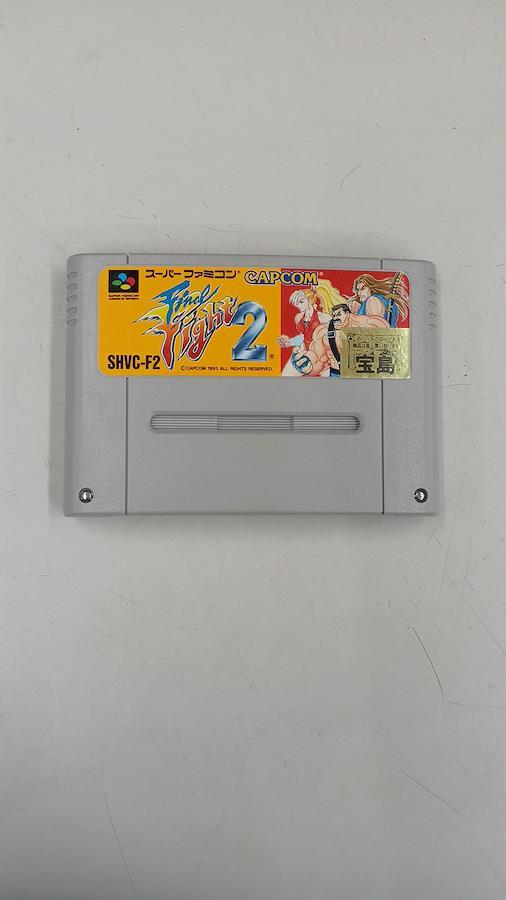 スーパーファミコン
CAPCOM
Final
Fight
2
SHVC-F2
©CAPCOM 1993 ALL RIGHTS RESERVED.
SUPER FAMICOM
宝島